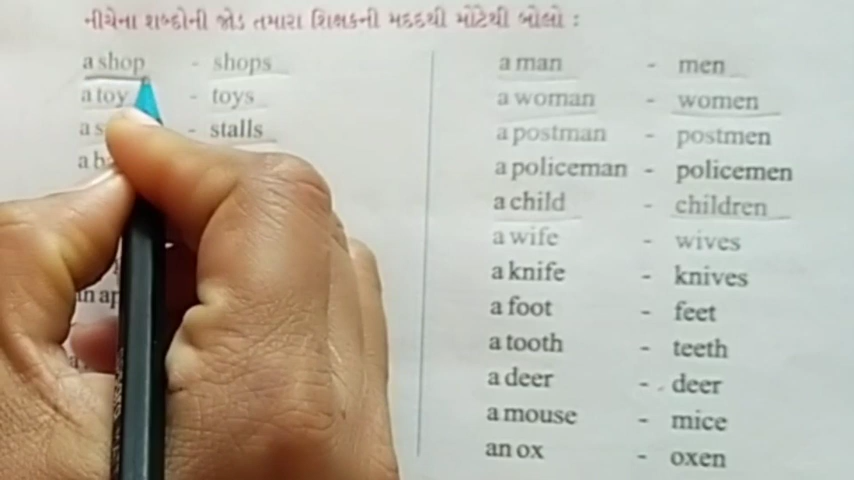 નીચેના શબ્દોની જોડ તમારા શિક્ષકની મદદથી મોટેથી બોલો :
a shop - shops
a toy - toys
- stalls
a man - men
a woman - women
a postman - postmen
a policeman - policemen
a child - children
a wife - wives
a knife - knives
a foot - feet
a tooth - teeth
a deer - deer
a mouse - mice
an ox - oxen